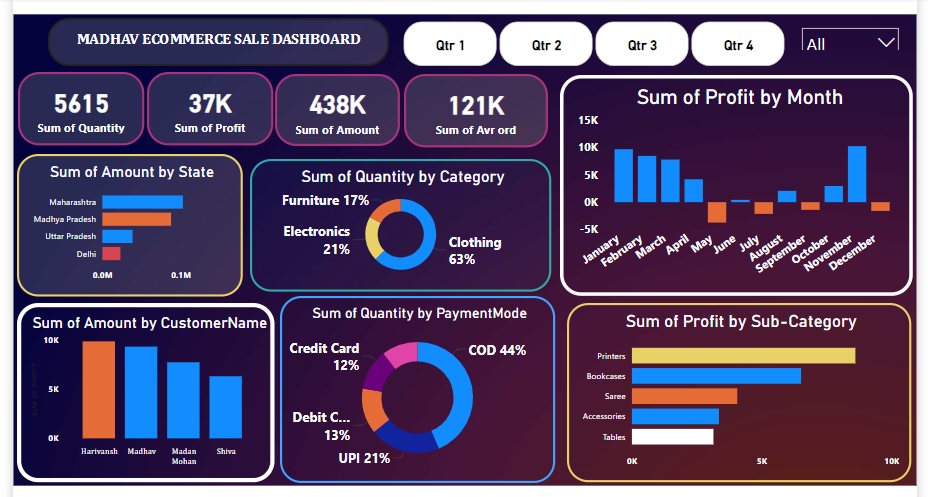 MADHAV ECOMMERCE SALE DASHBOARD
Qtr 1
Qtr 2
Qtr 3
Qtr 4
All
5615
Sum of Quantity
37K
Sum of Profit
438K
Sum of Amount
121K
Sum of Avr ord
Sum of Profit by Month
15K
10K
5K
0K
-5K
January
February
March
April
May
June
July
August
September
October
November
December
Sum of Amount by State
Maharashtra
Madhya Pradesh
Uttar Pradesh
Delhi
0.0M
0.1M
Sum of Quantity by Category
Furniture 17%
Electronics
21%
Clothing
63%
Sum of Amount by CustomerName
10K
5K
0K
Harivansh
Madhav
Madan
Mohan
Shiva
Sum of Quantity by PaymentMode
Credit Card
12%
COD 44%
Debit C...
13%
UPI 21%
Sum of Profit by Sub-Category
Printers
Bookcases
Saree
Accessories
Tables
0K
5K
10K